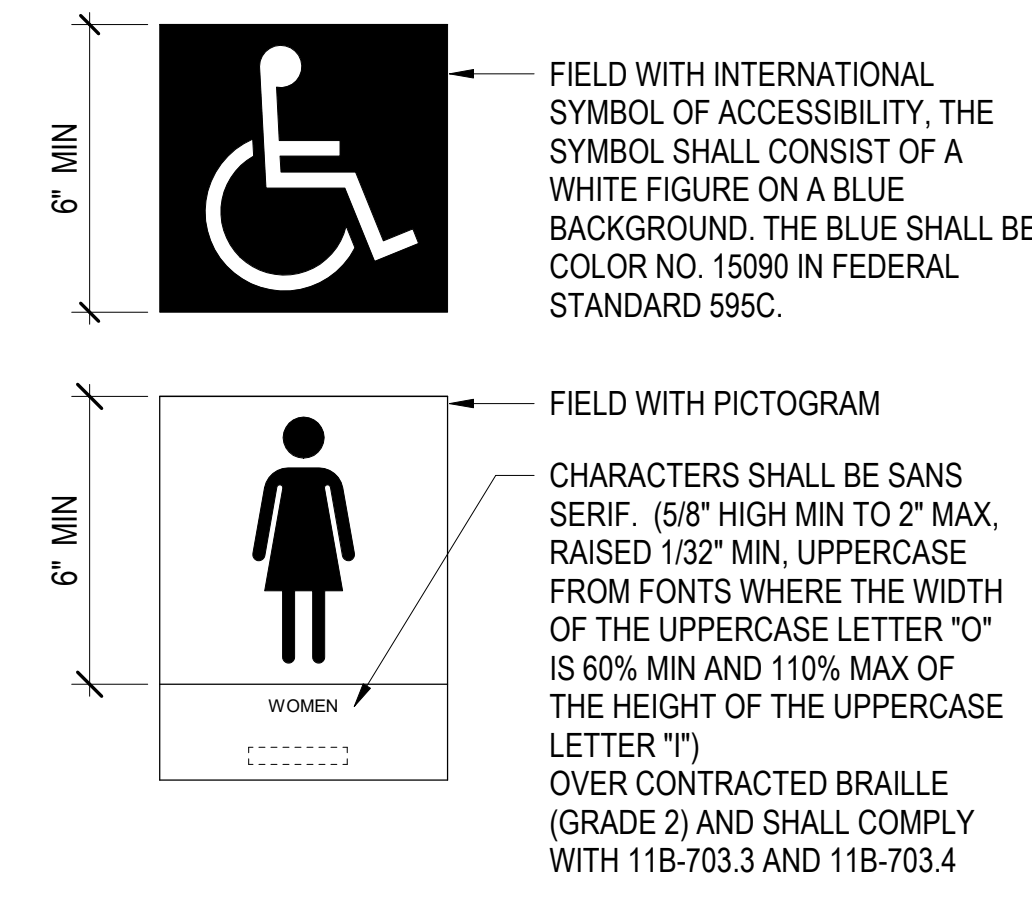 6" MIN
FIELD WITH INTERNATIONAL
SYMBOL OF ACCESSIBILITY, THE
SYMBOL SHALL CONSIST OF A
WHITE FIGURE ON A BLUE
BACKGROUND. THE BLUE SHALL BE
COLOR NO. 15090 IN FEDERAL
STANDARD 595C.
6" MIN
FIELD WITH PICTOGRAM
CHARACTERS SHALL BE SANS
SERIF. (5/8" HIGH MIN TO 2" MAX,
RAISED 1/32" MIN, UPPERCASE
FROM FONTS WHERE THE WIDTH
OF THE UPPERCASE LETTER "O"
IS 60% MIN AND 110% MAX OF
THE HEIGHT OF THE UPPERCASE
LETTER "I")
OVER CONTRACTED BRAILLE
(GRADE 2) AND SHALL COMPLY
WITH 11B-703.3 AND 11B-703.4
WOMEN